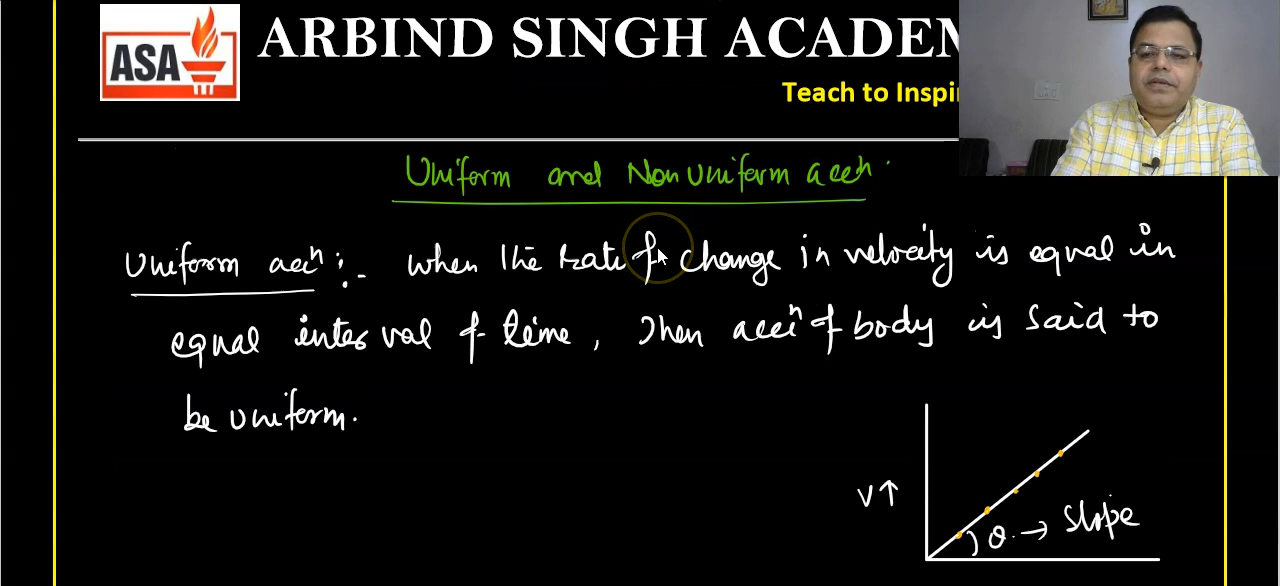 ASA
ARBIND SINGH ACADEM
Teach to Inspi
Uniform and Non uniform accn.
Uniform accn :- When the rate of change in velocity is equal in
equal interval of time, then accn of body is said to
be uniform.
V↑
θ → Slope